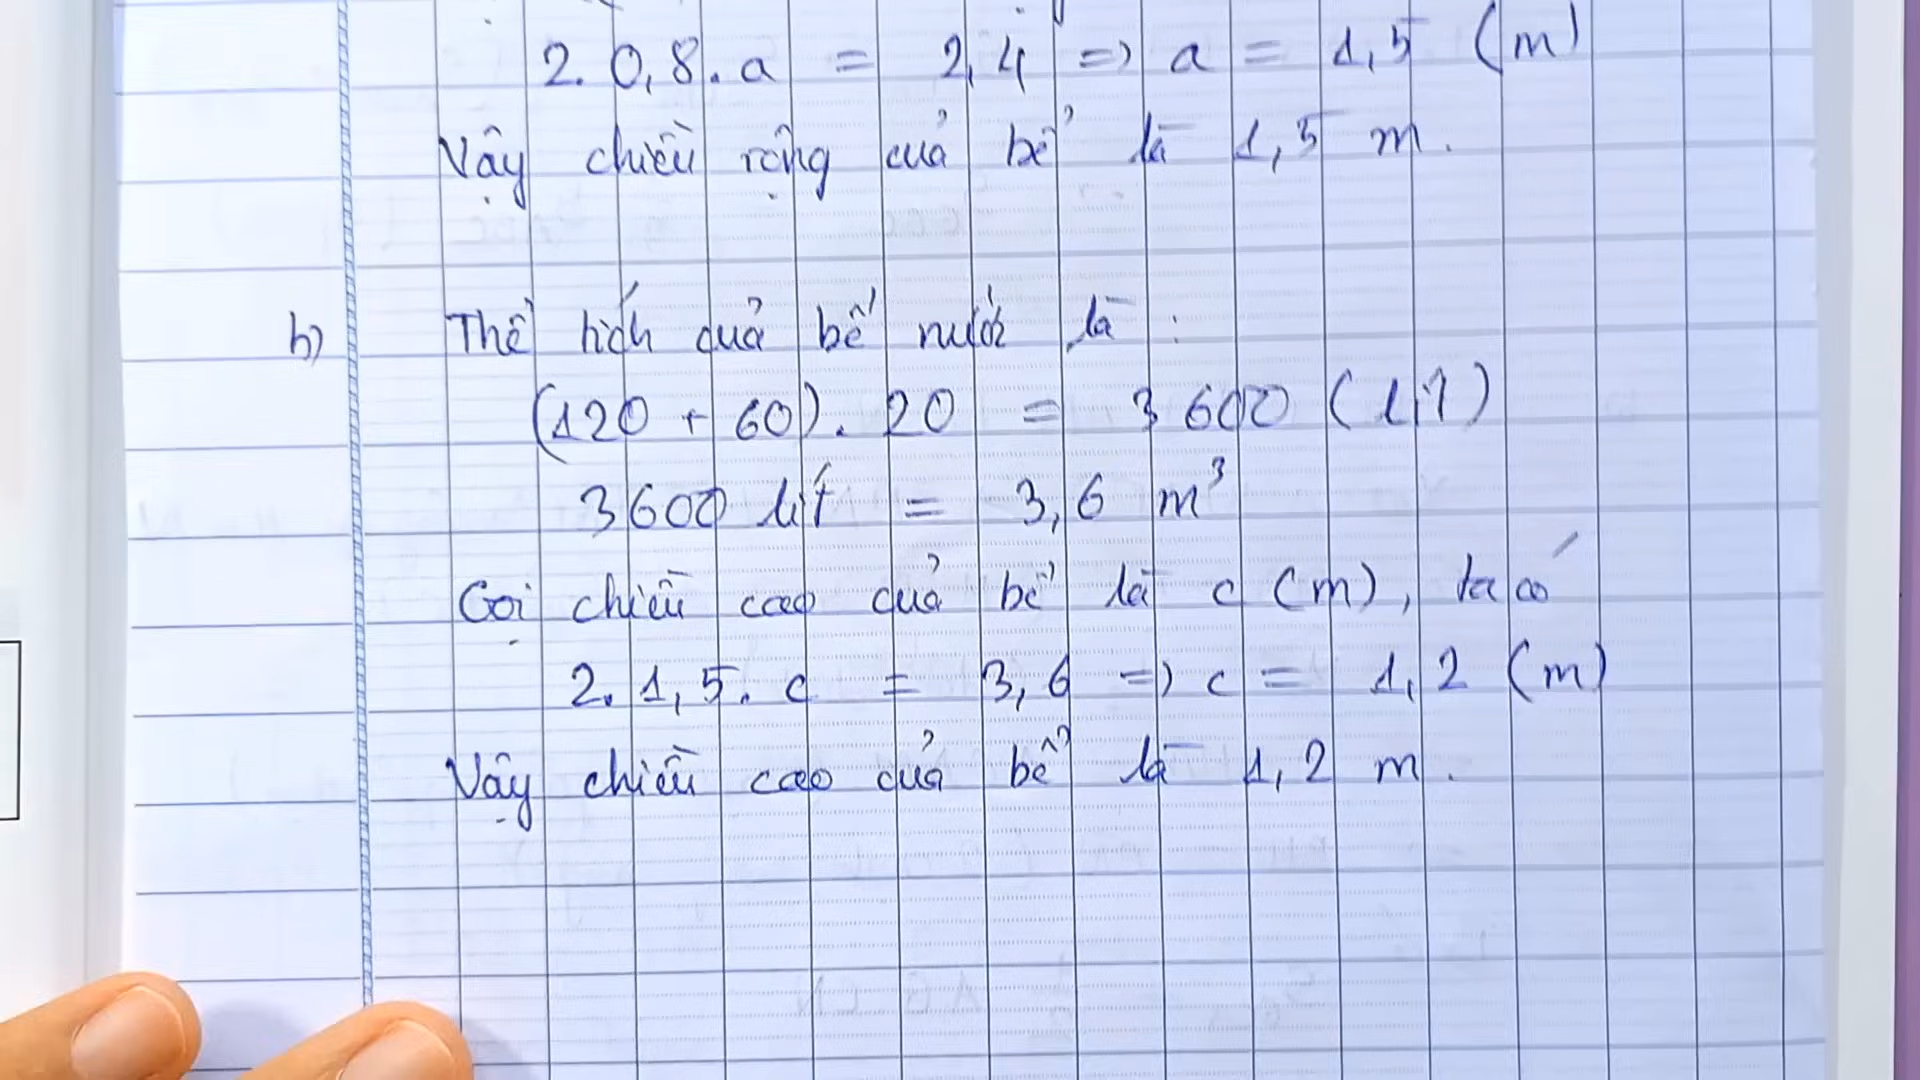 2. 0,8. a = 2,4 => a = 1,5 (m)
Vậy chiều rộng của bể là 1,5 m.
b) Thể tích của bể nước là :
(120 + 60). 20 = 3 600 (lít)
3600 lít = 3,6 m³
Gọi chiều cao của bể là c (m), ta có
2. 1,5. c = 3,6 => c = 1,2 (m)
Vậy chiều cao của bể là 1,2 m.